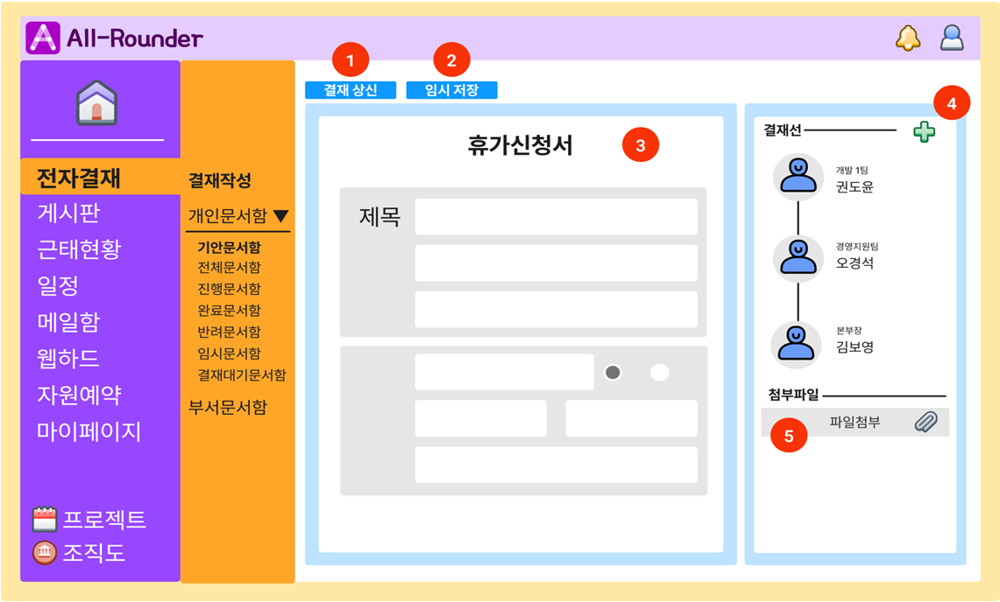 All-Rounder
1
2
결재 상신
임시 저장
전자결재
게시판
근태현황
일정
메일함
웹하드
자원예약
마이페이지
프로젝트
조직도
결재작성
개인문서함 ▼
기안문서함
전체문서함
진행문서함
완료문서함
반려문서함
임시문서함
결재대기문서함
부서문서함
휴가신청서
3
제목
4
결재선
개발 1팀
권도윤
경영지원팀
오경석
본부장
김보영
첨부파일
5
파일첨부